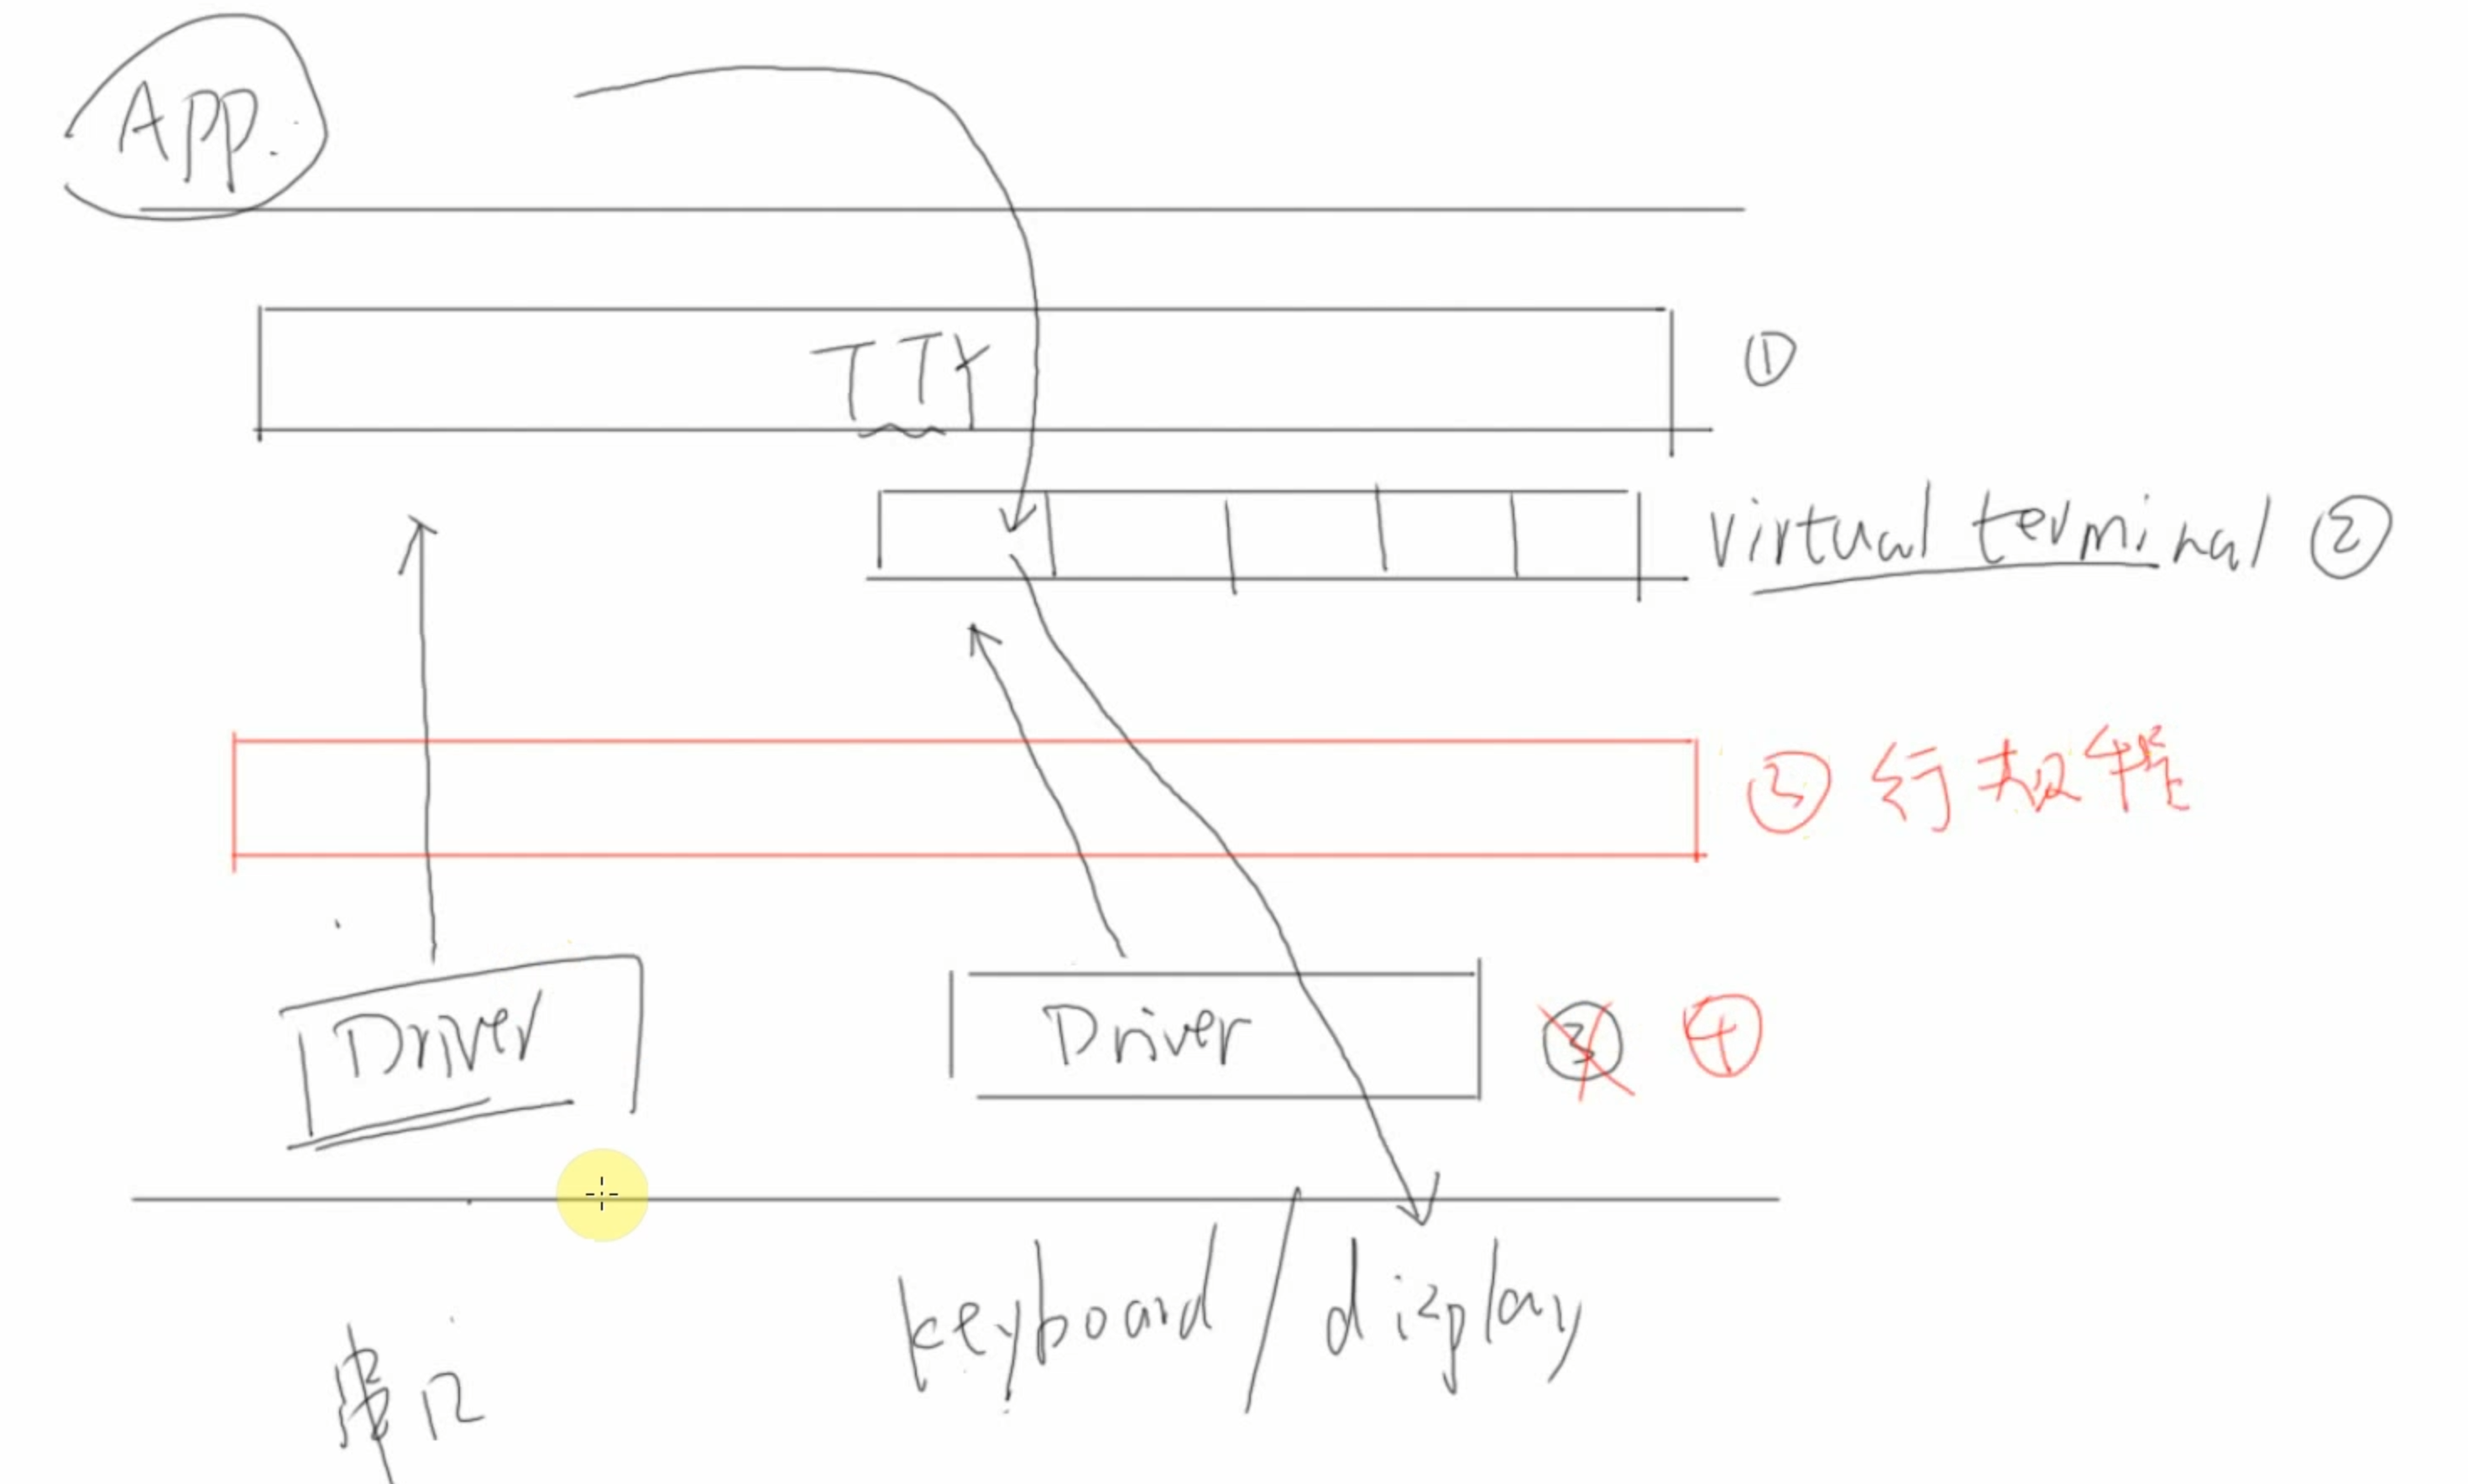 App.
TTY ①
virtual terminal ②
③ 行规程
Driver
Driver ③ ④
串口
keyboard / display